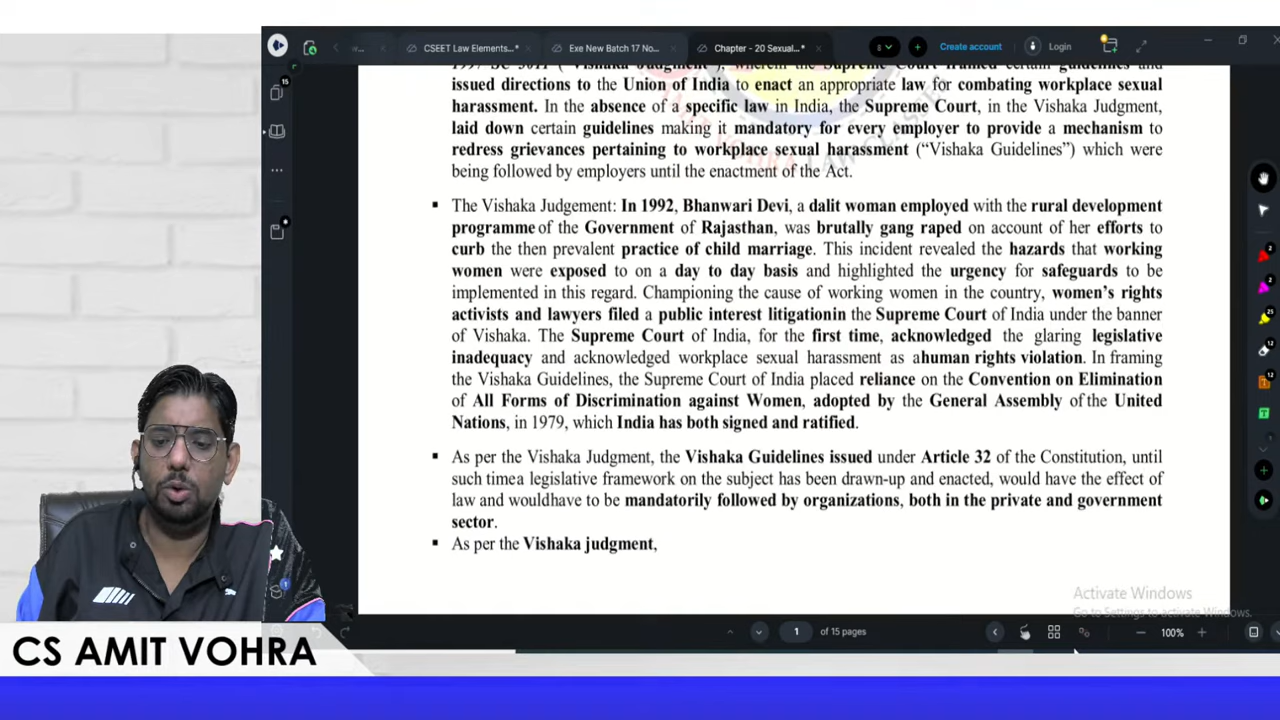 CSEET Law Elements...*
Exe New Batch 17 No...
Chapter - 20 Sexual...*
8
Create account
Login
issued directions to the Union of India to enact an appropriate law for combating workplace sexual
harassment. In the absence of a specific law in India, the Supreme Court, in the Vishaka Judgment,
laid down certain guidelines making it mandatory for every employer to provide a mechanism to
redress grievances pertaining to workplace sexual harassment (“Vishaka Guidelines”) which were
being followed by employers until the enactment of the Act.
▪ The Vishaka Judgement: In 1992, Bhanwari Devi, a dalit woman employed with the rural development
programme of the Government of Rajasthan, was brutally gang raped on account of her efforts to
curb the then prevalent practice of child marriage. This incident revealed the hazards that working
women were exposed to on a day to day basis and highlighted the urgency for safeguards to be
implemented in this regard. Championing the cause of working women in the country, women’s rights
activists and lawyers filed a public interest litigationin the Supreme Court of India under the banner
of Vishaka. The Supreme Court of India, for the first time, acknowledged the glaring legislative
inadequacy and acknowledged workplace sexual harassment as ahuman rights violation. In framing
the Vishaka Guidelines, the Supreme Court of India placed reliance on the Convention on Elimination
of All Forms of Discrimination against Women, adopted by the General Assembly of the United
Nations, in 1979, which India has both signed and ratified.
▪ As per the Vishaka Judgment, the Vishaka Guidelines issued under Article 32 of the Constitution, until
such timea legislative framework on the subject has been drawn-up and enacted, would have the effect of
law and wouldhave to be mandatorily followed by organizations, both in the private and government
sector.
▪ As per the Vishaka judgment,
Activate Windows
Go to Settings to activate Windows.
1 of 15 pages
100%
CS AMIT VOHRA